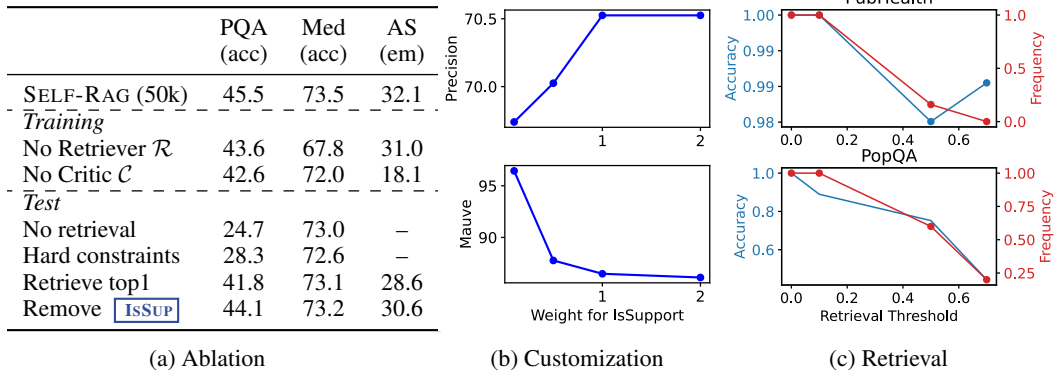 PQA Med AS
(acc) (acc) (em)
SELF-RAG (50k) 45.5 73.5 32.1
Training
No Retriever R 43.6 67.8 31.0
No Critic C 42.6 72.0 18.1
Test
No retrieval 24.7 73.0 –
Hard constraints 28.3 72.6 –
Retrieve top1 41.8 73.1 28.6
Remove ISSUP 44.1 73.2 30.6
(a) Ablation
70.5
70.0
Precision
1 2
95
90
Mauve
1 2
Weight for IsSupport
(b) Customization
PubHealth
1.00
0.99
0.99
0.98
Accuracy
1.0
0.5
0.0
Frequency
0.0 0.2 0.4 0.6
PopQA
1.0
0.8
0.6
Accuracy
1.00
0.75
0.50
0.25
Frequency
0.0 0.2 0.4 0.6
Retrieval Threshold
(c) Retrieval